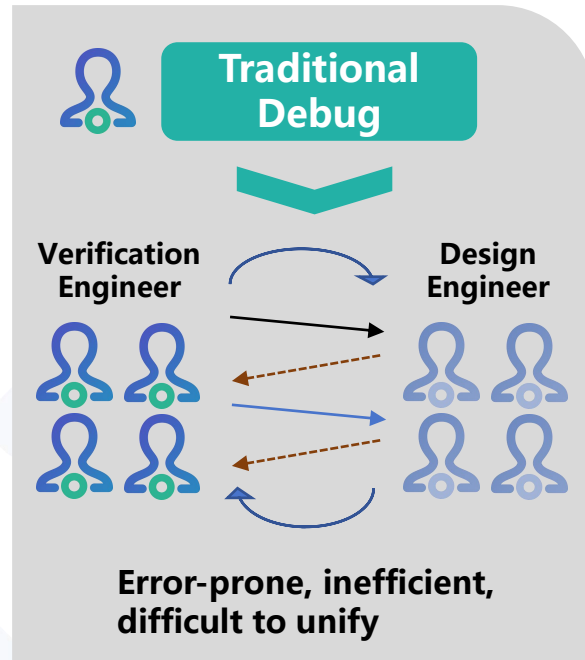 Traditional
Debug
Verification
Engineer
Design
Engineer
Error-prone, inefficient,
difficult to unify